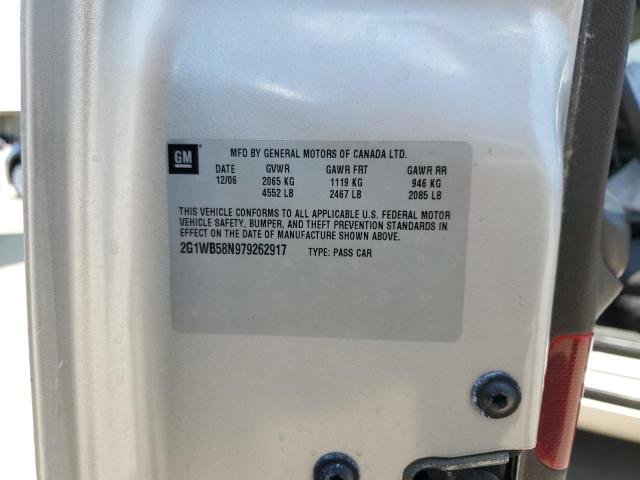 GM MFD BY GENERAL MOTORS OF CANADA LTD.
DATE GVWR GAWR FRT GAWR RR
12/06 2065 KG 1119 KG 946 KG
4552 LB 2467 LB 2085 LB
THIS VEHICLE CONFORMS TO ALL APPLICABLE U.S. FEDERAL MOTOR
VEHICLE SAFETY, BUMPER, AND THEFT PREVENTION STANDARDS
IN EFFECT ON THE DATE OF MANUFACTURE SHOWN ABOVE.
2G1WB58N979262917 TYPE: PASS CAR